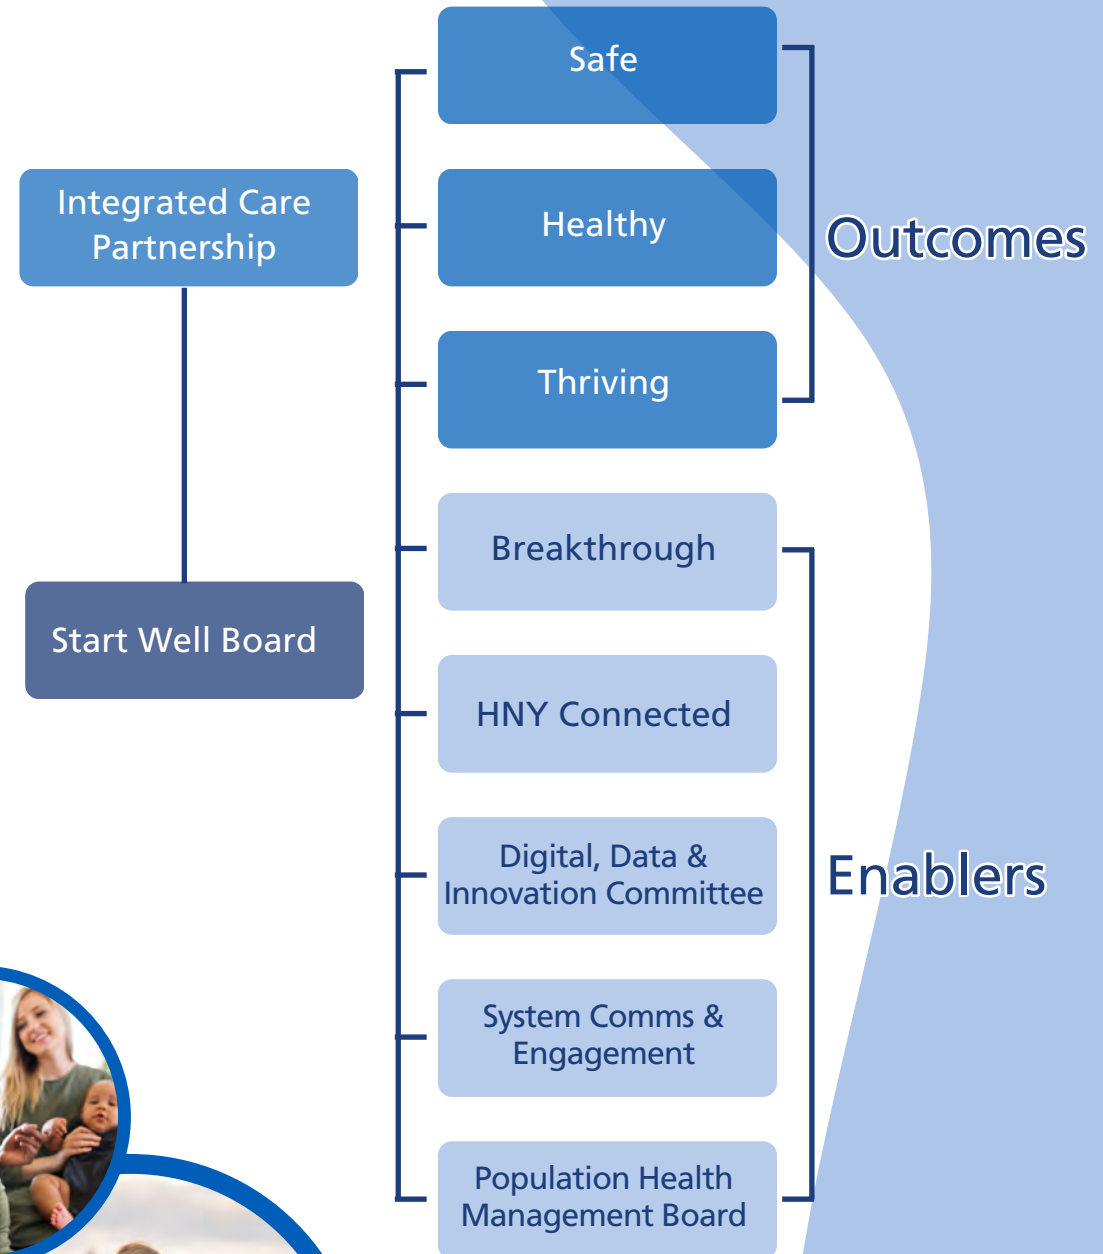 Safe
Integrated Care
Partnership
Healthy
Outcomes
Thriving
Breakthrough
Start Well Board
HNY Connected
Digital, Data &
Innovation Committee
Enablers
System Comms &
Engagement
Population Health
Management Board